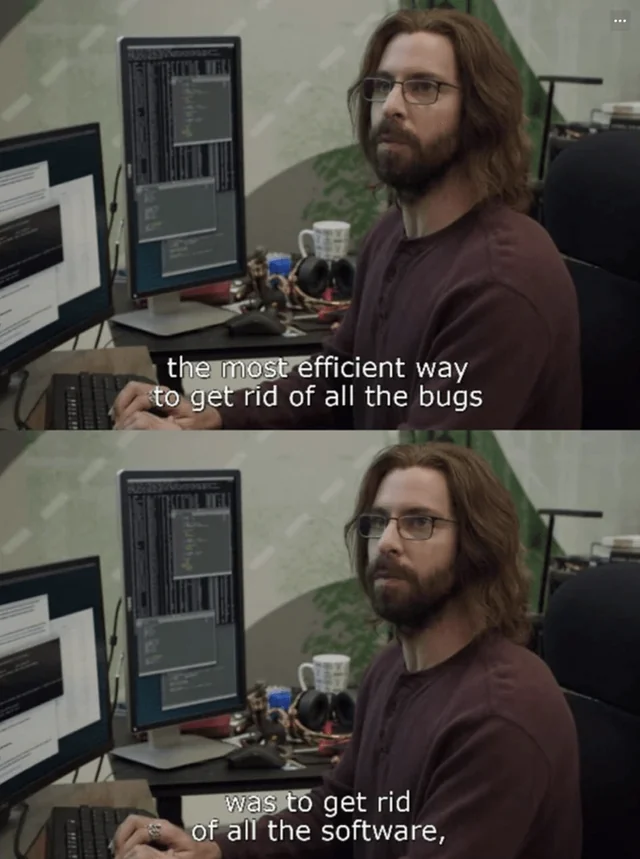 the most efficient way
to get rid of all the bugs
was to get rid
of all the software,